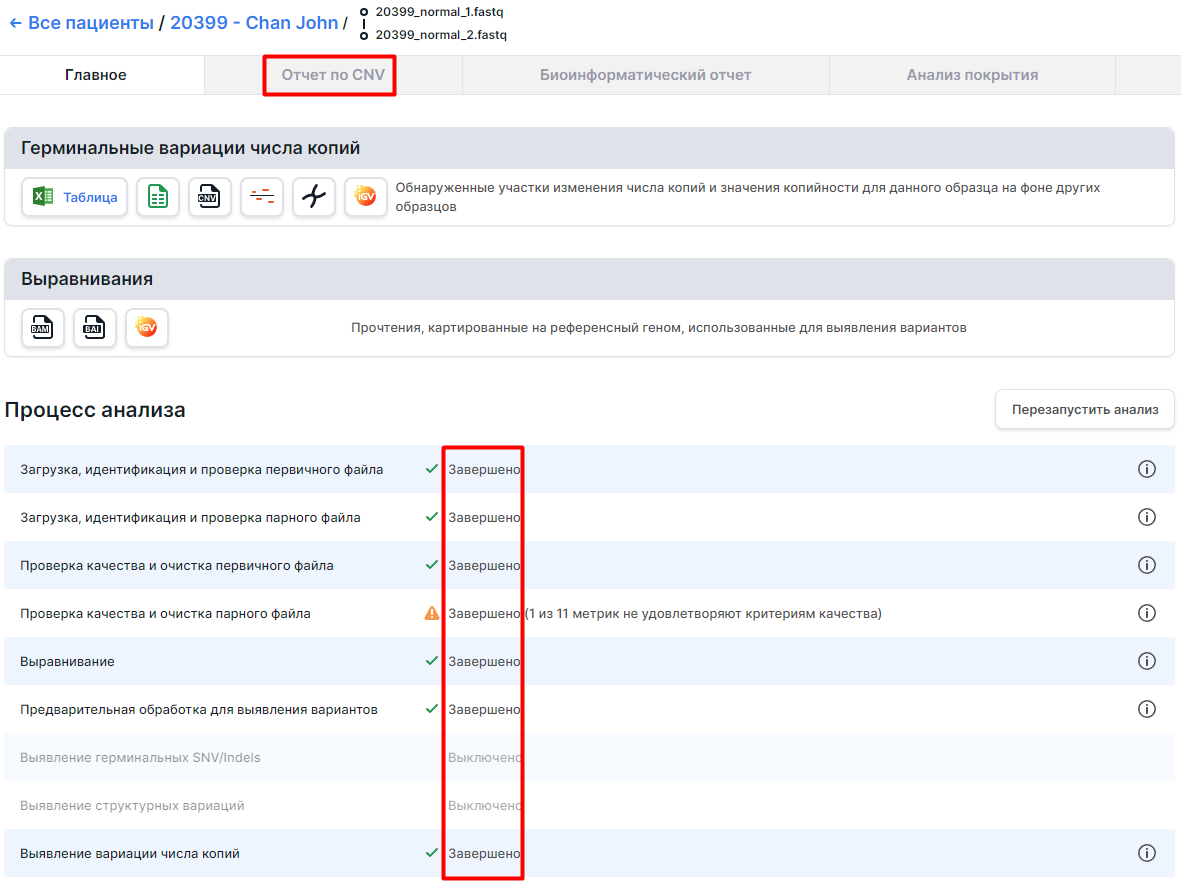 ← Все пациенты / 20399 - Chan John /
20399_normal_1.fastq
20399_normal_2.fastq
Главное
Отчет по CNV
Биоинформатический отчет
Анализ покрытия
Герминальные вариации числа копий
Таблица
CNV
IGV
Обнаруженные участки изменения числа копий и значения копийности для данного образца на фоне других
образцов
Выравнивания
BAM
BAI
IGV
Прочтения, картированные на референсный геном, использованные для выявления вариантов
Процесс анализа
Перезапустить анализ
Загрузка, идентификация и проверка первичного файла Завершено
Загрузка, идентификация и проверка парного файла Завершено
Проверка качества и очистка первичного файла Завершено
Проверка качества и очистка парного файла Завершено (1 из 11 метрик не удовлетворяют критериям качества)
Выравнивание Завершено
Предварительная обработка для выявления вариантов Завершено
Выявление герминальных SNV/Indels Выключено
Выявление структурных вариаций Выключено
Выявление вариации числа копий Завершено